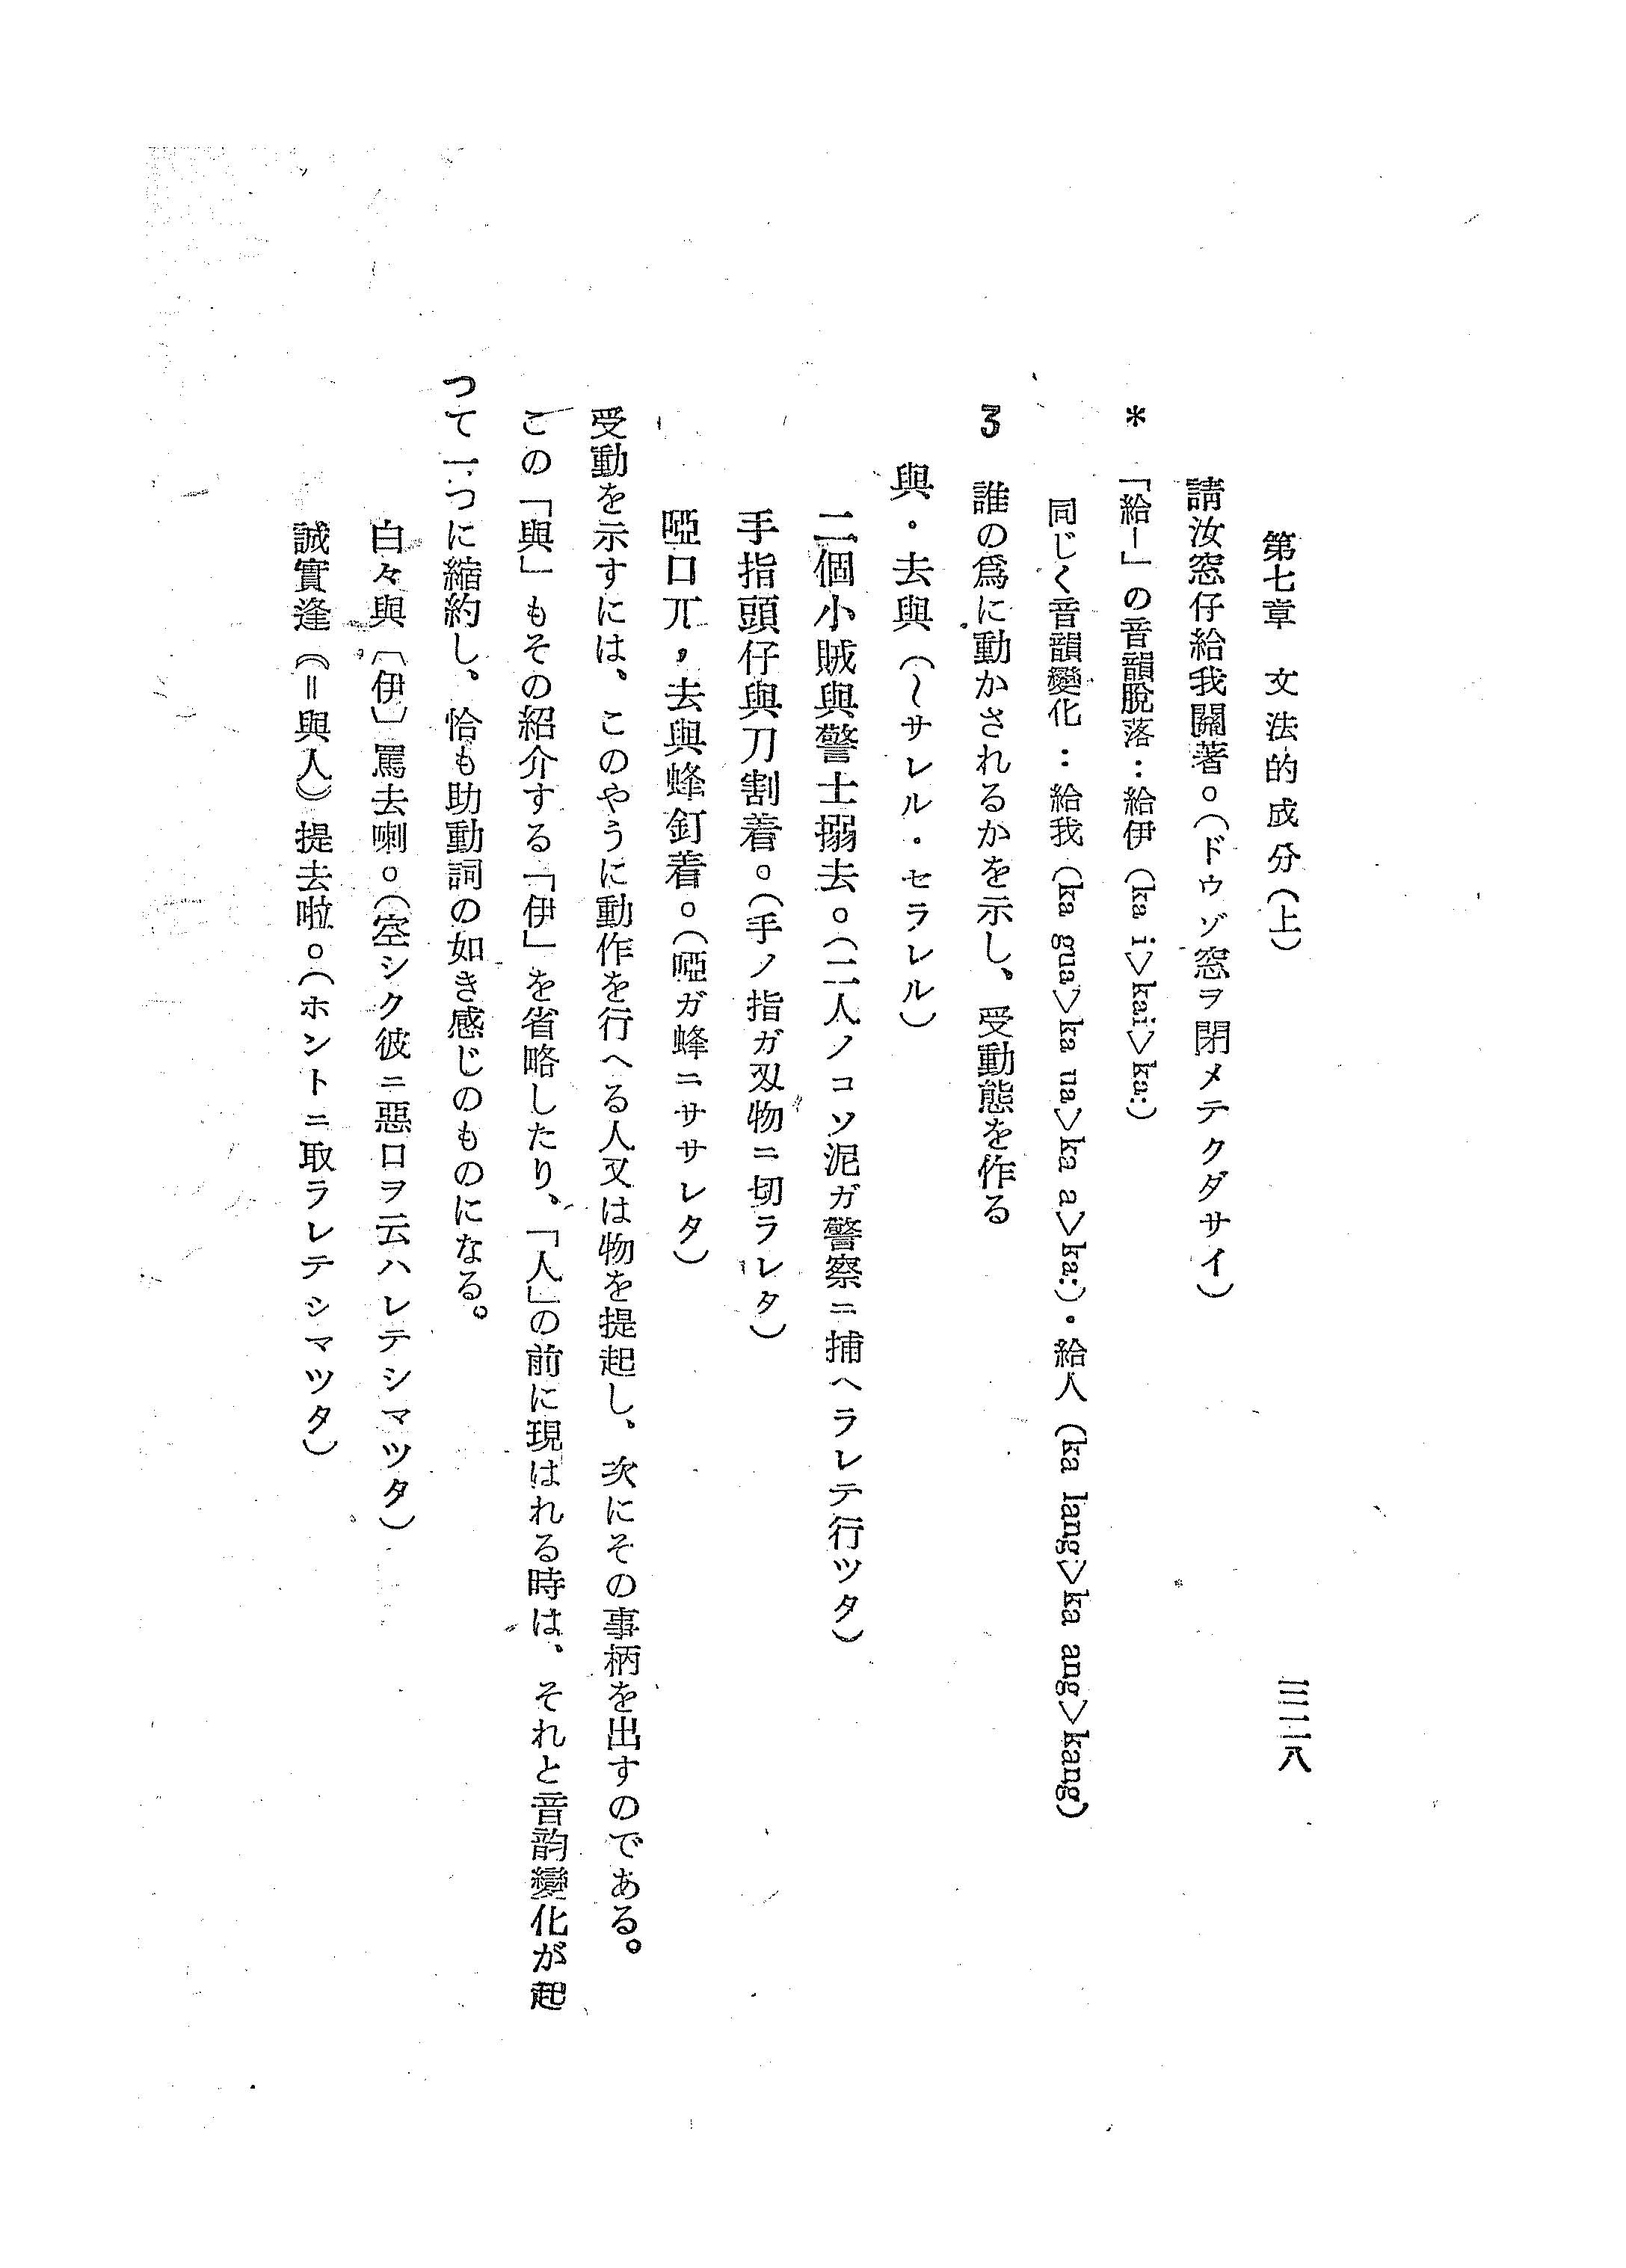 第七章　文法的成分(上)
三二八
請汝窓仔給我關著。(ドウゾ窓ヲ閉メテクダサイ)
＊「給ー」の音韻脫落：給伊 (ka i>kai>ka:)
同じく音韻變化：給我 (ka gua>ka ua>ka a>ka:)・給人 (ka lang>ka ang>kang)
3　誰の爲に動かされるかを示し、受動態を作る
與・去與 (〜サレル・セラレル)
二個小賊與警士搦去。(二人ノコソ泥ガ警察ニ捕ヘラレテ行ツタ)
手指頭仔與刀割着。(手ノ指ガ刄物ニ切ラレタ)
啞口兀，去與蜂釘着。(啞ガ蜂ニササレタ)
受動を示すには、このやうに動作を行へる人又は物を提起し、次にその事柄を出すのである。
この「與」もその紹介する「伊」を省略したり、「人」の前に現はれる時は、それと音韵變化が起
つて一つに縮約し、恰も助動詞の如き感じのものになる。
白々與〔伊〕罵去喇。(空シク彼ニ惡口ヲ云ハレテシマツタ)
誠實逢《＝與人》提去啦。(ホントニ取ラレテシマツタ)